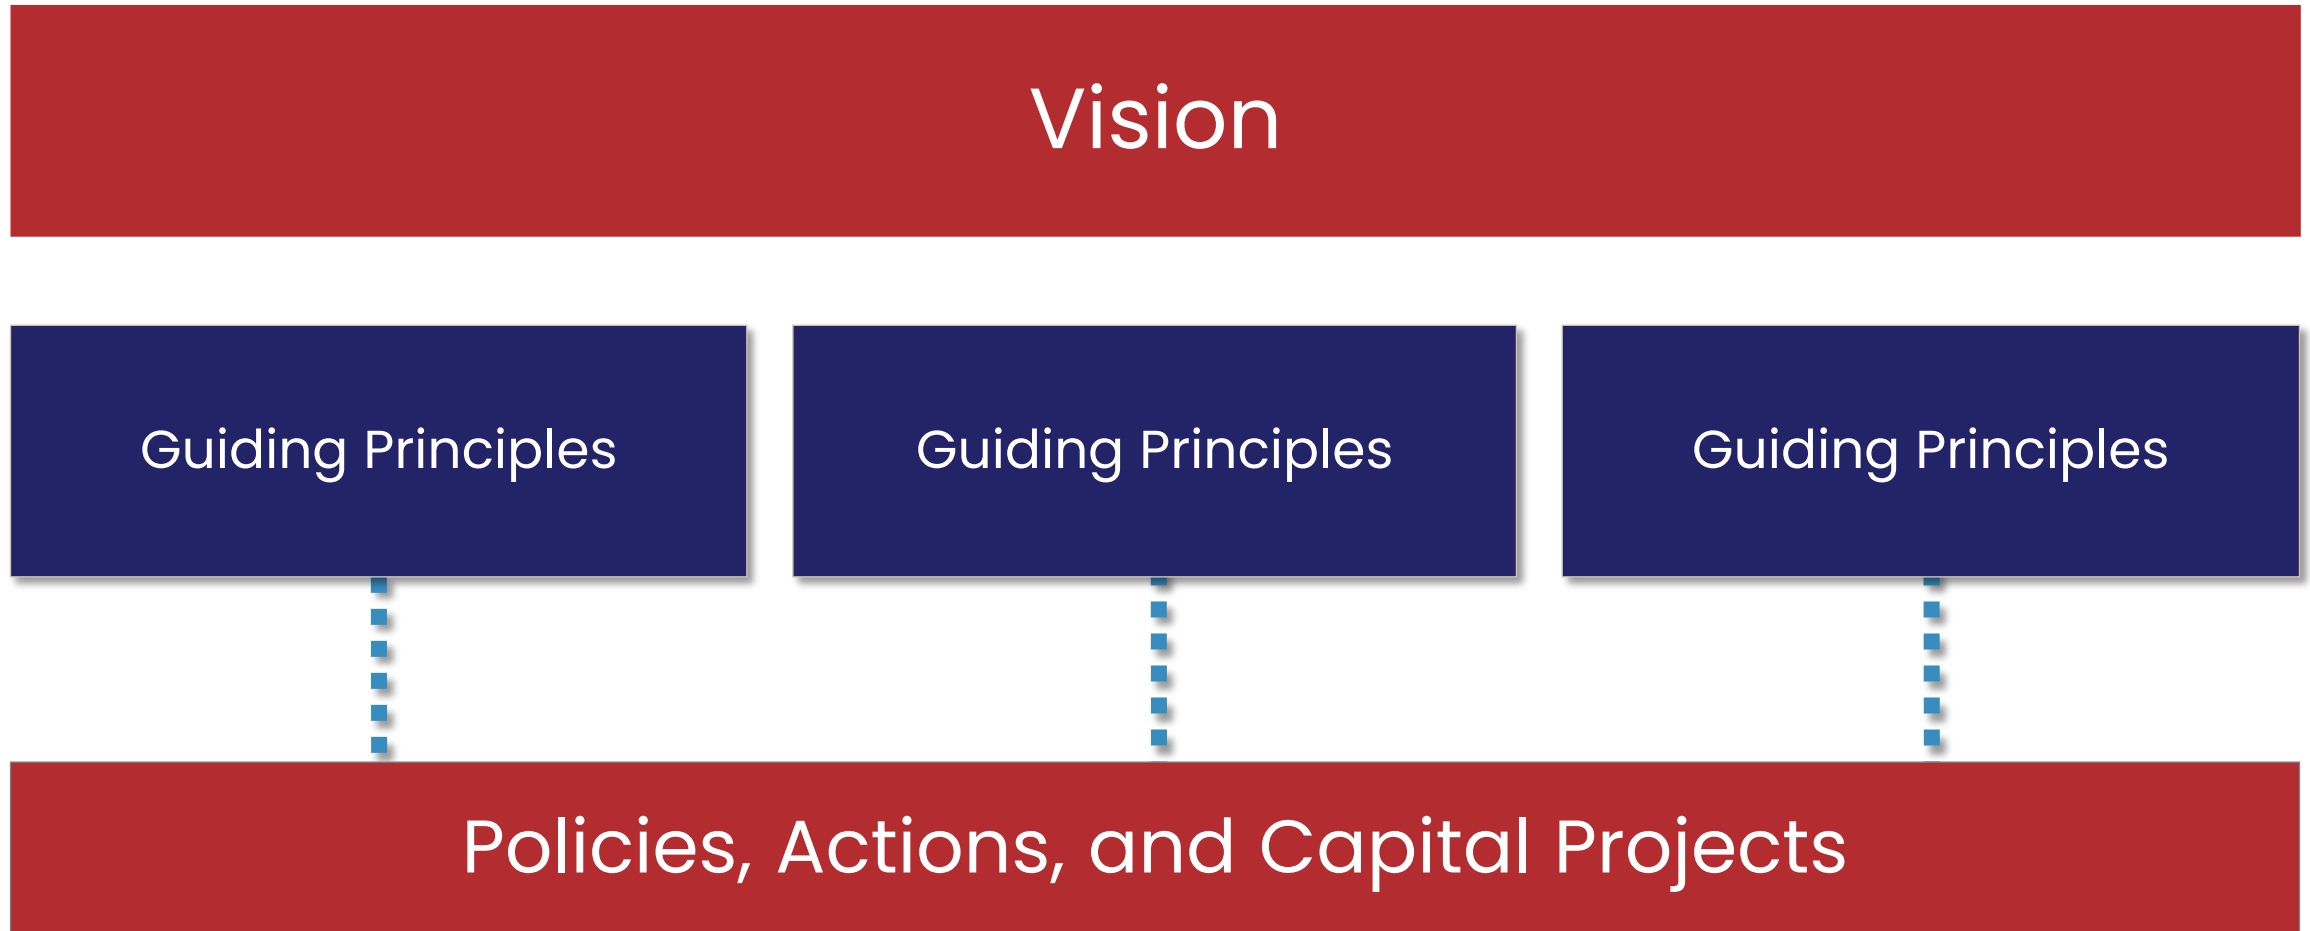 Vision
Guiding Principles
Guiding Principles
Guiding Principles
Policies, Actions, and Capital Projects